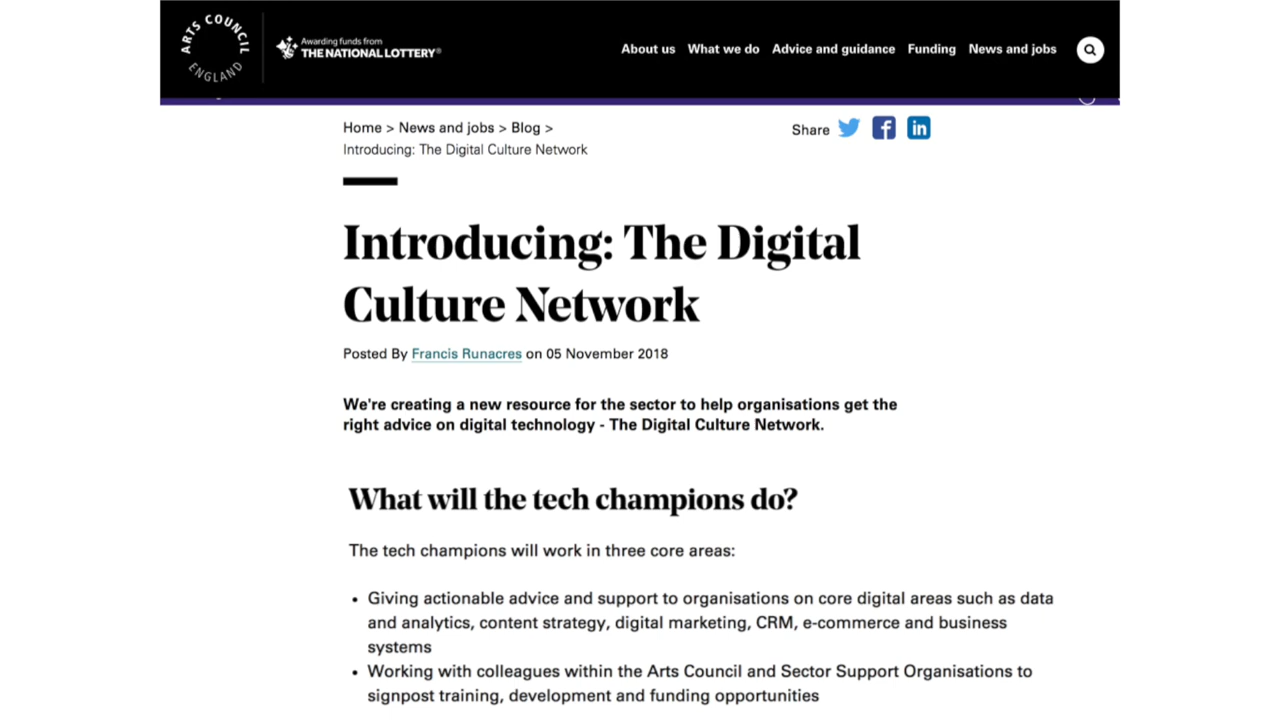 ARTS COUNCIL
ENGLAND
Awarding funds from
THE NATIONAL LOTTERY®
About us What we do Advice and guidance Funding News and jobs
Home > News and jobs > Blog >
Introducing: The Digital Culture Network
Share
Introducing: The Digital
Culture Network
Posted By Francis Runacres on 05 November 2018
We're creating a new resource for the sector to help organisations get the
right advice on digital technology - The Digital Culture Network.
What will the tech champions do?
The tech champions will work in three core areas:
• Giving actionable advice and support to organisations on core digital areas such as data
and analytics, content strategy, digital marketing, CRM, e-commerce and business
systems
• Working with colleagues within the Arts Council and Sector Support Organisations to
signpost training, development and funding opportunities